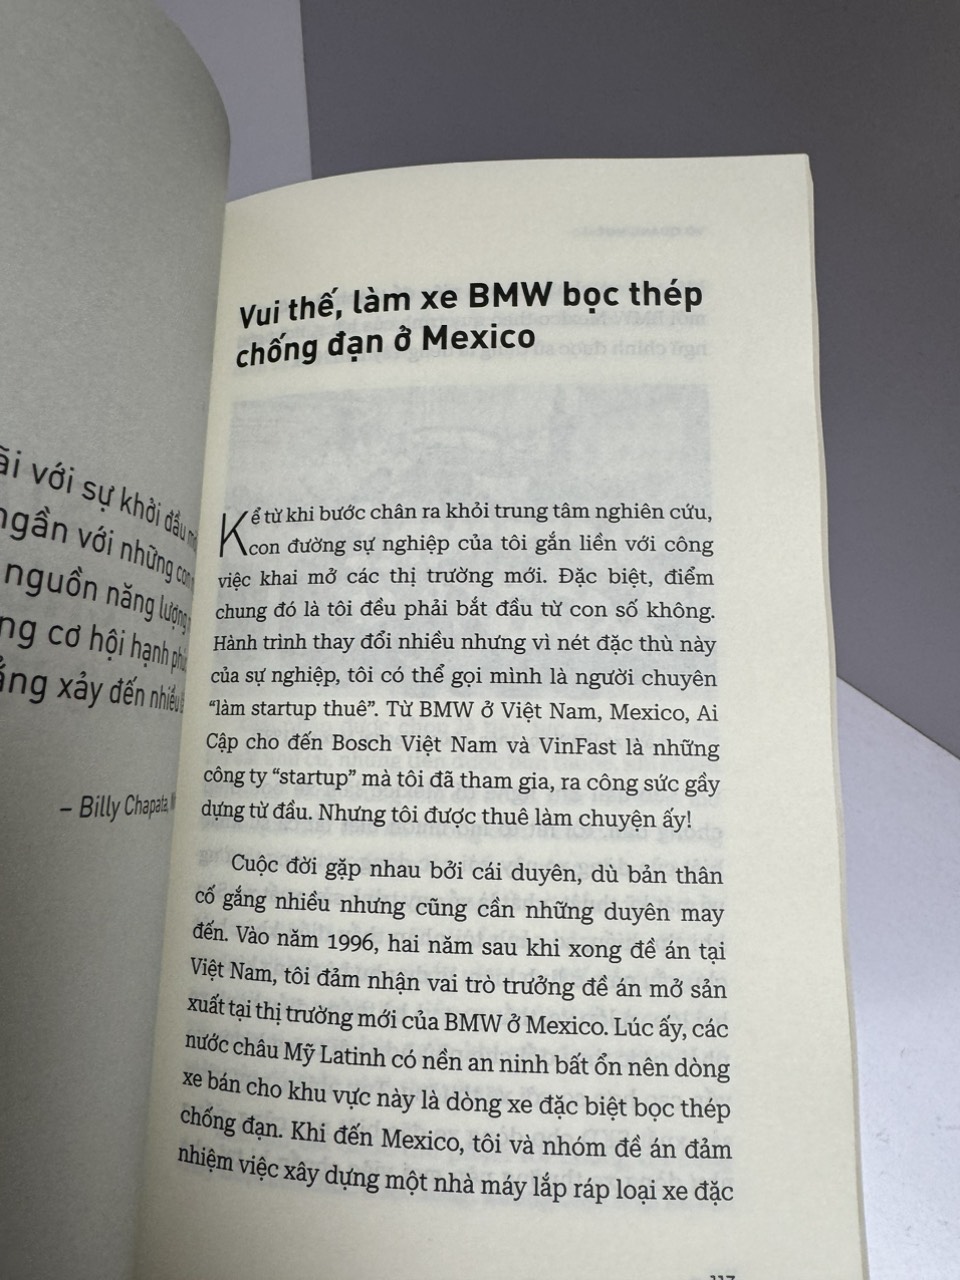 ãi với sự khởi đầu
ngần với những con
nguồn năng lượng
ng cơ hội hạnh phúc
ảng xảy đến nhiều
– Billy Chapata,
Vui thế, làm xe BMW bọc thép
chống đạn ở Mexico
Kể từ khi bước chân ra khỏi trung tâm nghiên cứu,
con đường sự nghiệp của tôi gắn liền với công
việc khai mở các thị trường mới. Đặc biệt, điểm
chung đó là tôi đều phải bắt đầu từ con số không.
Hành trình thay đổi nhiều nhưng vì nét đặc thù này
của sự nghiệp, tôi có thể gọi mình là người chuyên
“làm startup thuê”. Từ BMW ở Việt Nam, Mexico, Ai
Cập cho đến Bosch Việt Nam và VinFast là những
công ty “startup” mà tôi đã tham gia, ra công sức gầy
dựng từ đầu. Nhưng tôi được thuê làm chuyện ấy!
Cuộc đời gặp nhau bởi cái duyên, dù bản thân
cố gắng nhiều nhưng cũng cần những duyên may
đến. Vào năm 1996, hai năm sau khi xong đề án tại
Việt Nam, tôi đảm nhận vai trò trưởng đề án mở sản
xuất tại thị trường mới của BMW ở Mexico. Lúc ấy, các
nước châu Mỹ Latinh có nền an ninh bất ổn nên dòng
xe bán cho khu vực này là dòng xe đặc biệt bọc thép
chống đạn. Khi đến Mexico, tôi và nhóm đề án đảm
nhiệm việc xây dựng một nhà máy lắp ráp loại xe đặc
117